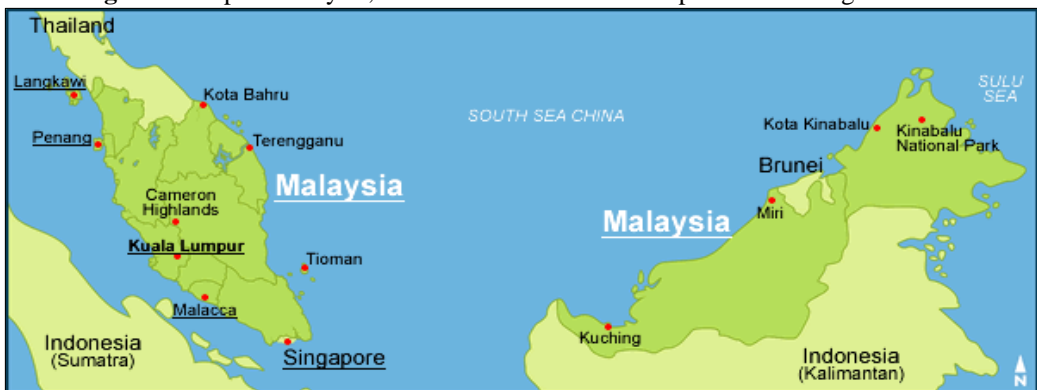 Thailand
Langkawi
Kota Bahru
Penang
Terengganu
Cameron
Highlands
Malaysia
Kuala Lumpur
Tioman
Malacca
Singapore
Indonesia
(Sumatra)
SOUTH SEA CHINA
SULU
SEA
Kota Kinabalu
Kinabalu
National Park
Brunei
Miri
Malaysia
Kuching
Indonesia
(Kalimantan)
N